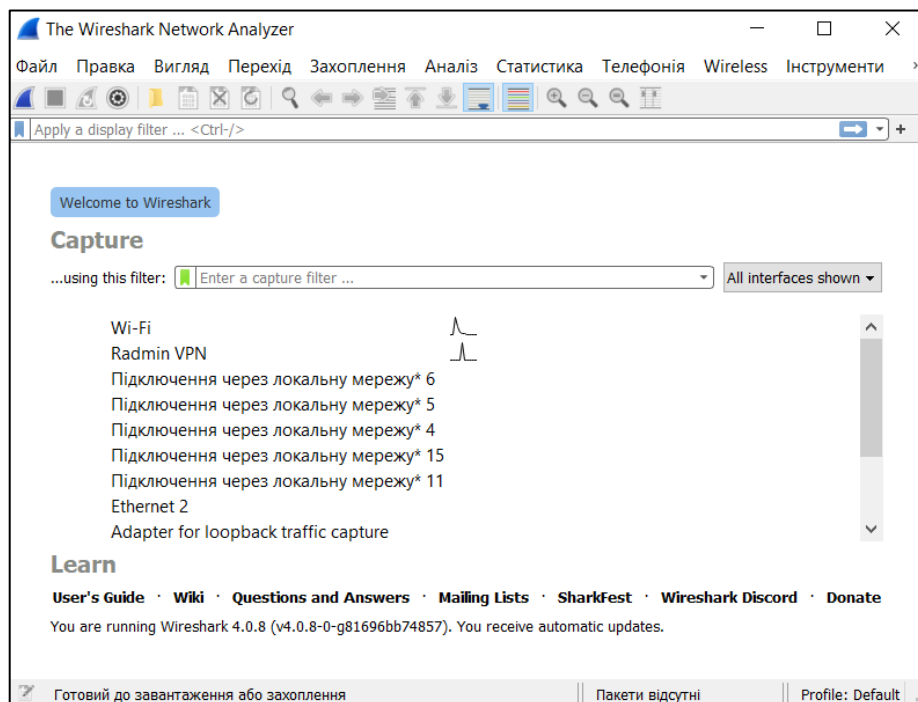 The Wireshark Network Analyzer
Файл Правка Вигляд Перехід Захоплення Аналіз Статистика Телефонія Wireless Інструменти
Apply a display filter ... <Ctrl-/>
Welcome to Wireshark
Capture
...using this filter: Enter a capture filter ... All interfaces shown
Wi-Fi
Radmin VPN
Підключення через локальну мережу* 6
Підключення через локальну мережу* 5
Підключення через локальну мережу* 4
Підключення через локальну мережу* 15
Підключення через локальну мережу* 11
Ethernet 2
Adapter for loopback traffic capture
Learn
User's Guide · Wiki · Questions and Answers · Mailing Lists · SharkFest · Wireshark Discord · Donate
You are running Wireshark 4.0.8 (v4.0.8-0-g81696bb74857). You receive automatic updates.
Готовий до завантаження або захоплення Пакети відсутні Profile: Default